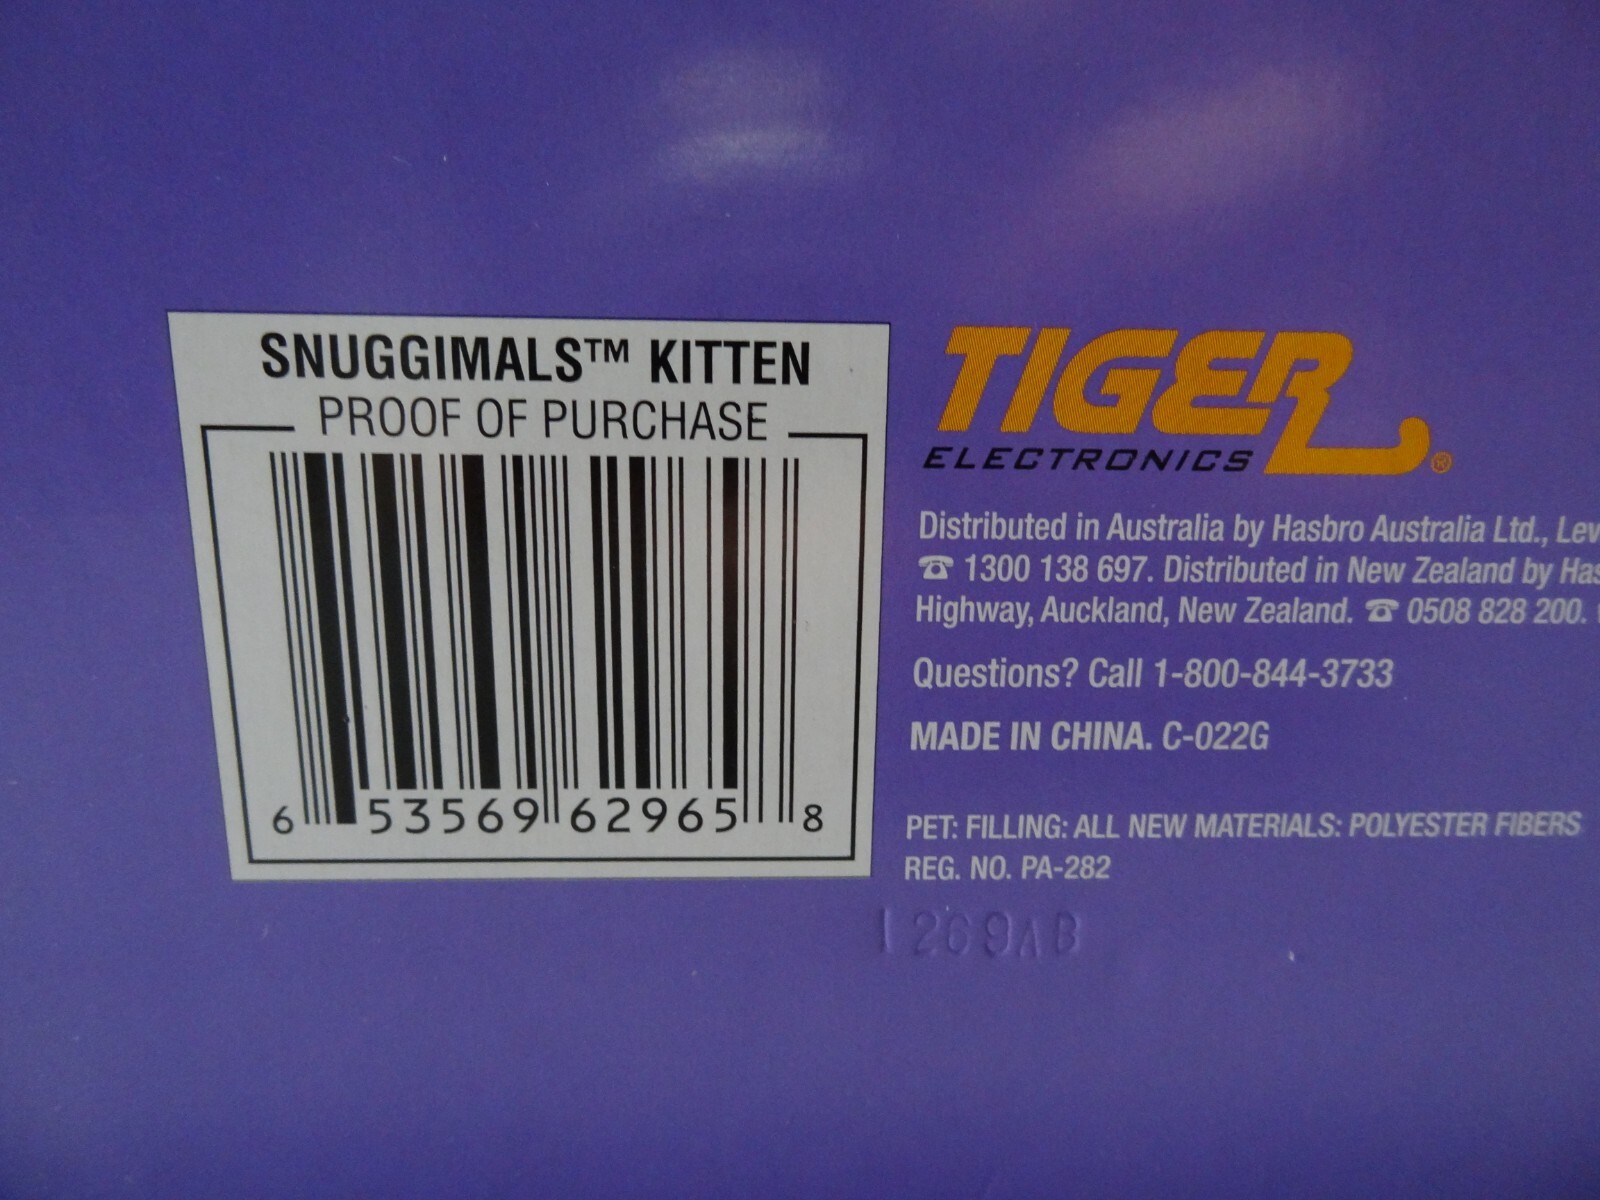 SNUGGIMALS™ KITTEN
PROOF OF PURCHASE
6 53569 62965 8
TIGER
ELECTRONICS ®
Distributed in Australia by Hasbro Australia Ltd.,
☎ 1300 138 697. Distributed in New Zealand by
Highway, Auckland, New Zealand. ☎ 0508 828 200.
Questions? Call 1-800-844-3733
MADE IN CHINA. C-022G
PET: FILLING: ALL NEW MATERIALS: POLYESTER FIBERS
REG. NO. PA-282